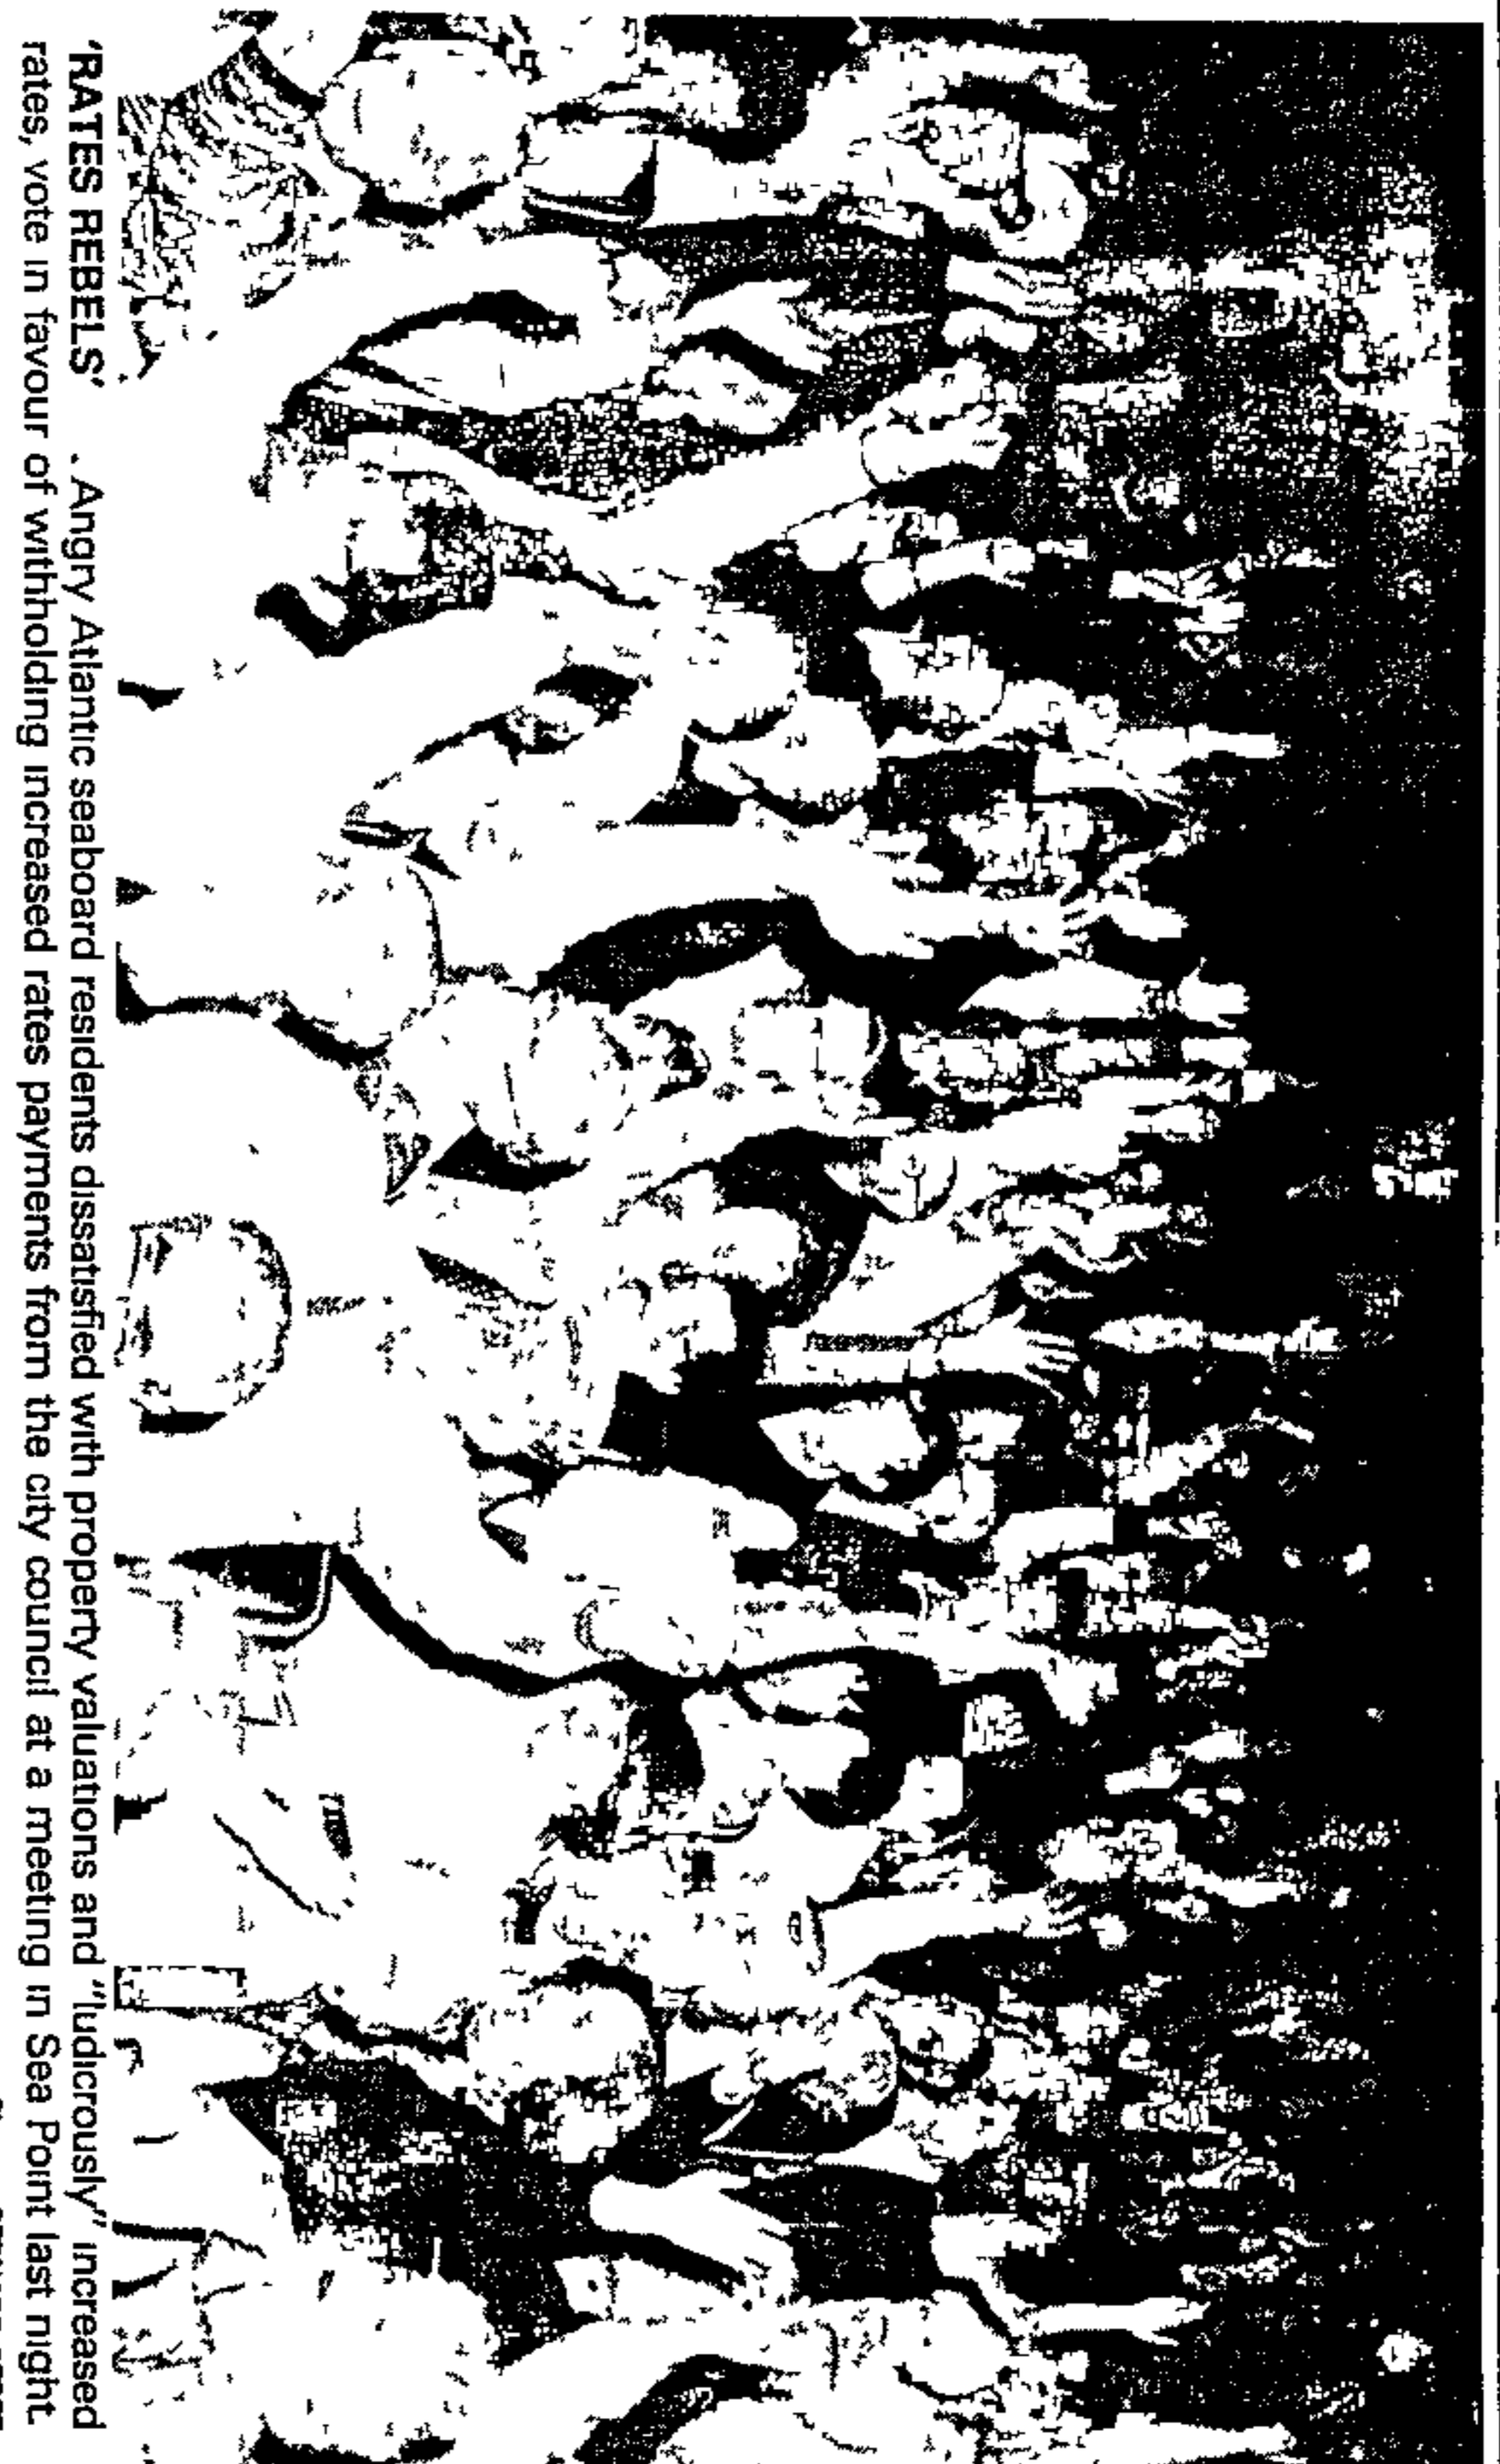 'RATES REBELS' . Angry Atlantic seaboard residents dissatisfied with property valuations and "ludicrously" increased
rates, vote in favour of withholding increased rates payments from the city council at a meeting in Sea Point last night